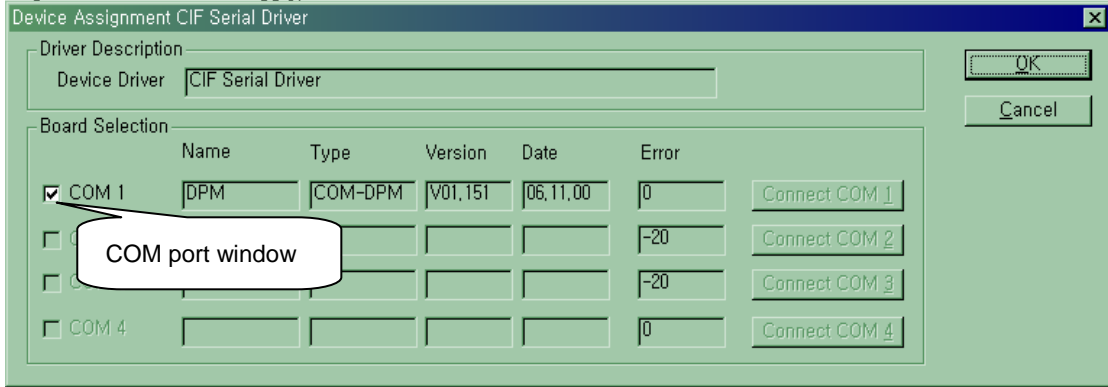 Device Assignment CIF Serial Driver
Driver Description
Device Driver CIF Serial Driver
OK
Cancel
Board Selection
Name Type Version Date Error
COM 1 DPM COM-DPM V01,151 06,11,00 0 Connect COM 1
COM port window
-20 Connect COM 2
-20 Connect COM 3
COM 4 0 Connect COM 4